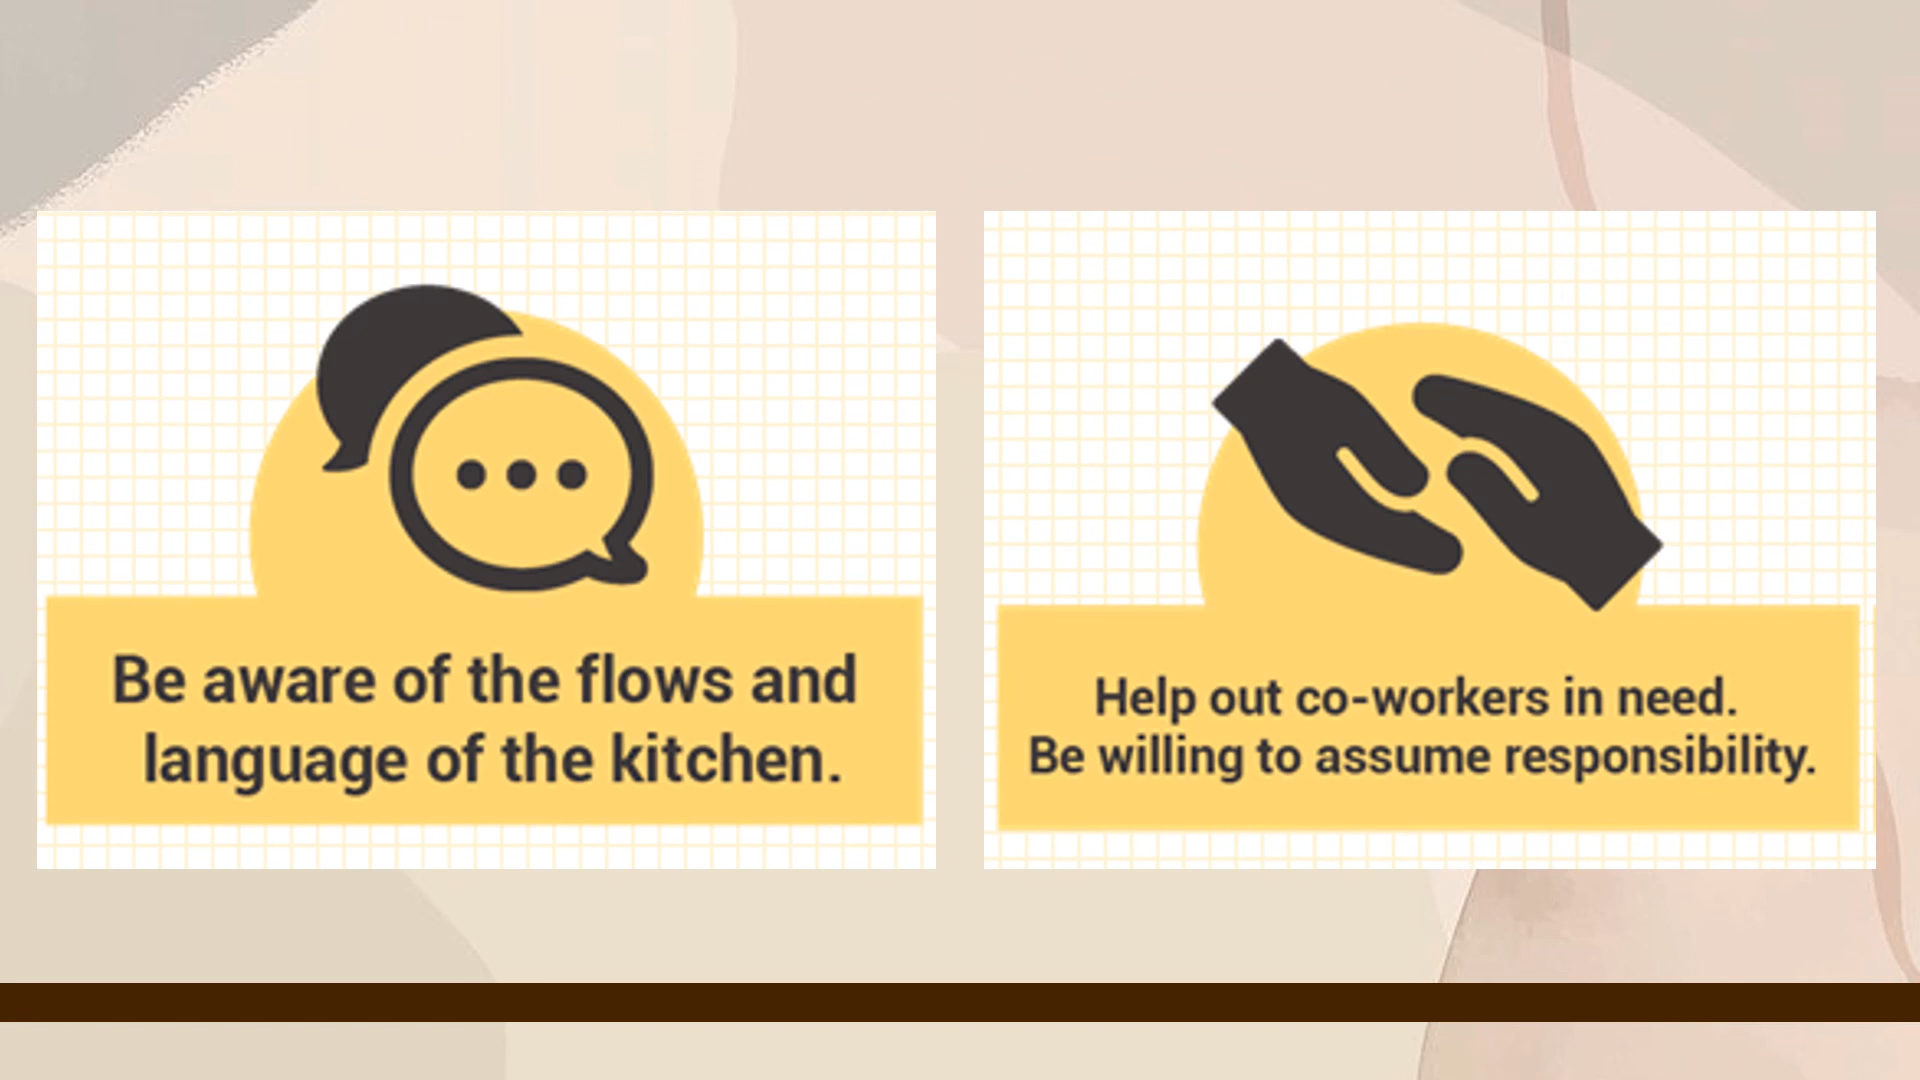 Be aware of the flows and
language of the kitchen.
Help out co-workers in need.
Be willing to assume responsibility.